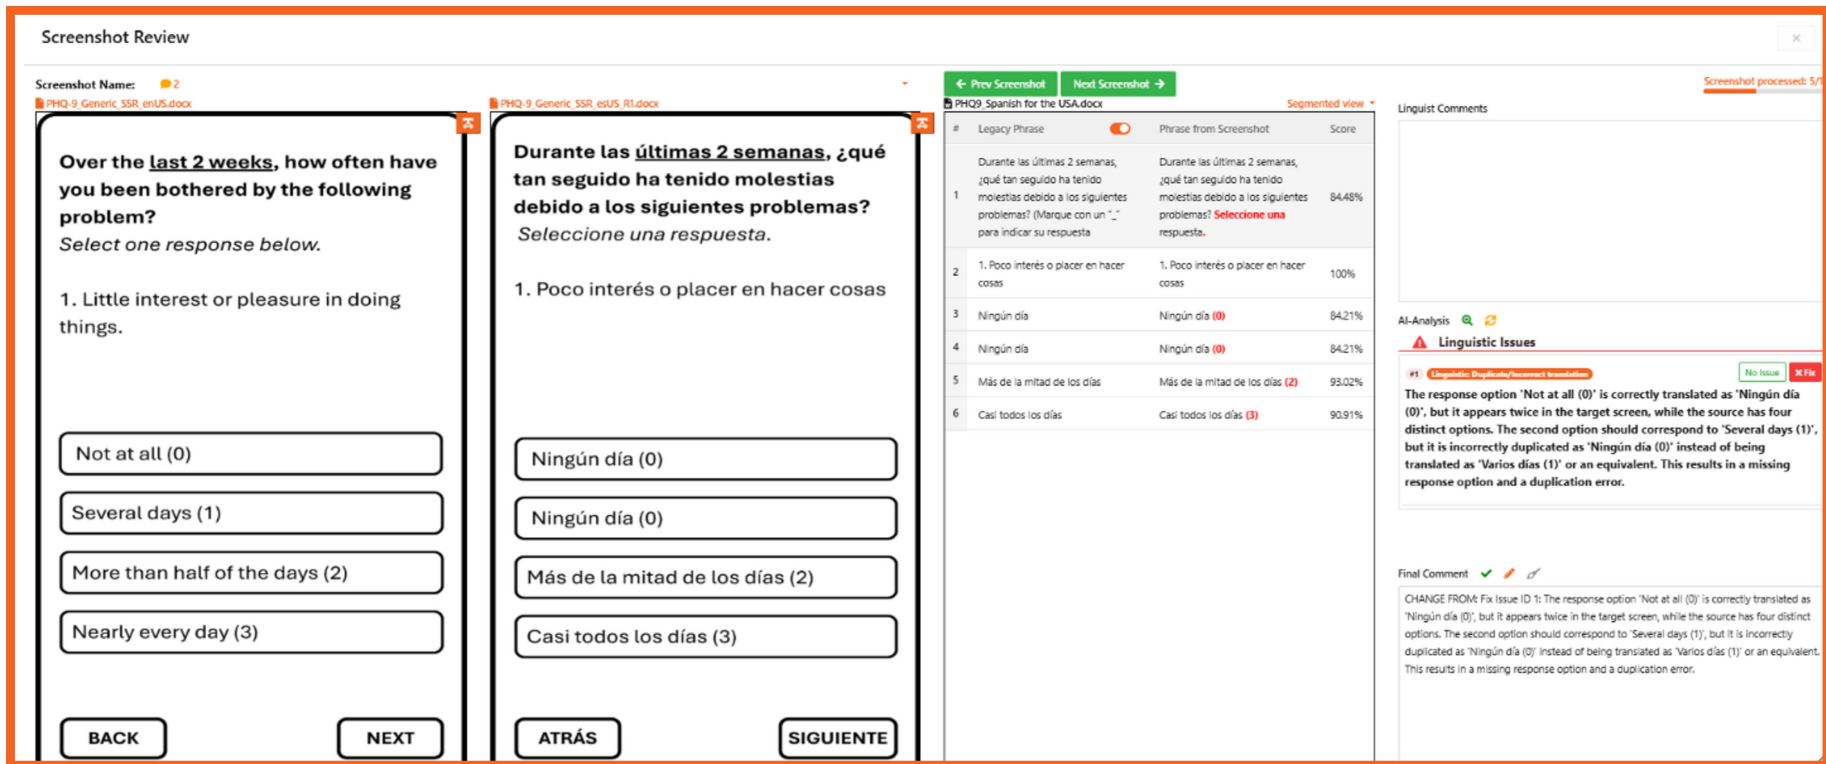 Screenshot Review
Screenshot Name: 2
PHQ-9_Generic_SSR_enUS.docx
Over the last 2 weeks, how often have
you been bothered by the following
problem?
Select one response below.
1. Little interest or pleasure in doing
things.
Not at all (0)
Several days (1)
More than half of the days (2)
Nearly every day (3)
BACK NEXT
PHQ-9_Generic_SSR_esUS_R1.docx
Durante las últimas 2 semanas, ¿qué
tan seguido ha tenido molestias
debido a los siguientes problemas?
Seleccione una respuesta.
1. Poco interés o placer en hacer cosas
Ningún día (0)
Ningún día (0)
Más de la mitad de los días (2)
Casi todos los días (3)
ATRÁS SIGUIENTE
← Prev Screenshot Next Screenshot →
PHQ9_Spanish for the USA.docx Segmented view
# Legacy Phrase Phrase from Screenshot Score
1
Durante las últimas 2 semanas,
¿qué tan seguido ha tenido
molestias debido a los siguientes
problemas? (Marque con un "_"
para indicar su respuesta
Durante las últimas 2 semanas,
¿qué tan seguido ha tenido
molestias debido a los siguientes
problemas? Seleccione una
respuesta.
84.48%
2
1. Poco interés o placer en hacer
cosas
1. Poco interés o placer en hacer
cosas
100%
3 Ningún día Ningún día (0) 84.21%
4 Ningún día Ningún día (0) 84.21%
5 Más de la mitad de los días Más de la mitad de los días (2) 93.02%
6 Casi todos los días Casi todos los días (3) 90.91%
Screenshot processed: 5/1
Linguist Comments
AI-Analysis
Linguistic Issues
#1 Linguistic: Duplicate/Incorrect translation No Issue X Fix
The response option 'Not at all (0)' is correctly translated as 'Ningún día
(0)', but it appears twice in the target screen, while the source has four
distinct options. The second option should correspond to 'Several days (1)',
but it is incorrectly duplicated as 'Ningún día (0)' instead of being
translated as 'Varios días (1)' or an equivalent. This results in a missing
response option and a duplication error.
Final Comment
CHANGE FROM: Fix Issue ID 1: The response option 'Not at all (0)' is correctly translated as
'Ningún día (0)', but it appears twice in the target screen, while the source has four distinct
options. The second option should correspond to 'Several days (1)', but it is incorrectly
duplicated as 'Ningún día (0)' instead of being translated as 'Varios días (1)' or an equivalent.
This results in a missing response option and a duplication error.